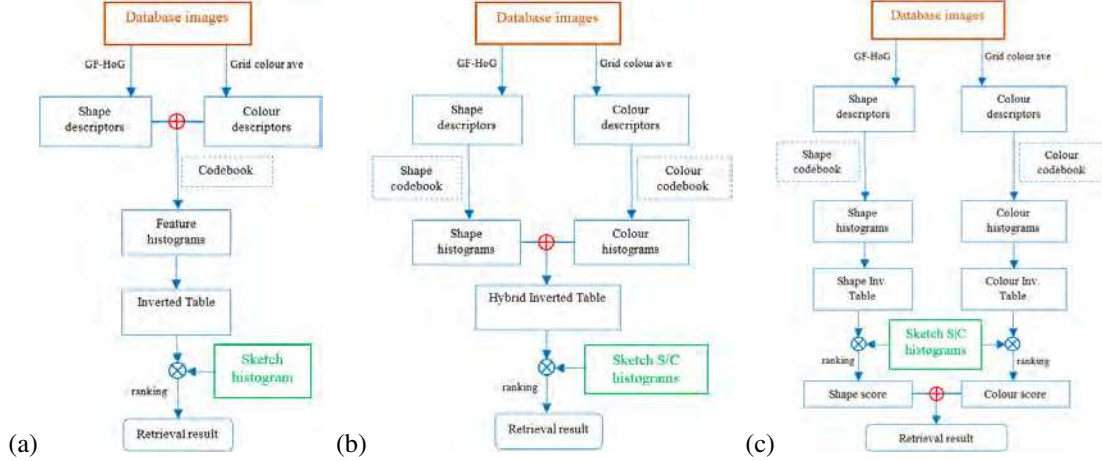 Database images
GF-HoG
Grid colour ave
Shape
descriptors
Colour
descriptors
Codebook
Feature
histograms
Inverted Table
Sketch
histogram
ranking
Retrieval result
(a)
Database images
GF-HoG
Grid colour ave
Shape
descriptors
Colour
descriptors
Shape
codebook
Colour
codebook
Shape
histograms
Colour
histograms
Hybrid Inverted Table
Sketch S/C
histograms
ranking
Retrieval result
(b)
Database images
GF-HoG
Grid colour ave
Shape
descriptors
Colour
descriptors
Shape
codebook
Colour
codebook
Shape
histograms
Colour
histograms
Shape Inv.
Table
Colour Inv.
Table
Sketch S/C
histograms
ranking
ranking
Shape score
Colour score
Retrieval result
(c)